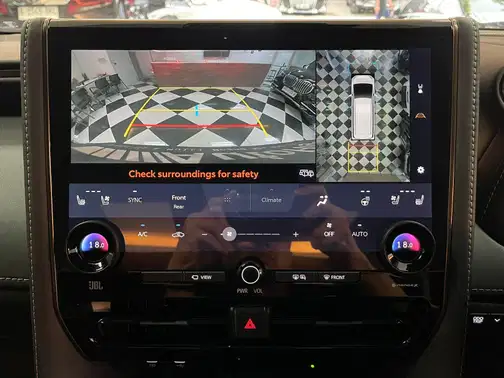 Check surroundings for safety
SYNC
Front
Rear
Climate
A/C
OFF
AUTO
18.0
18.0
VIEW
FRONT
PWR VOL
JBL